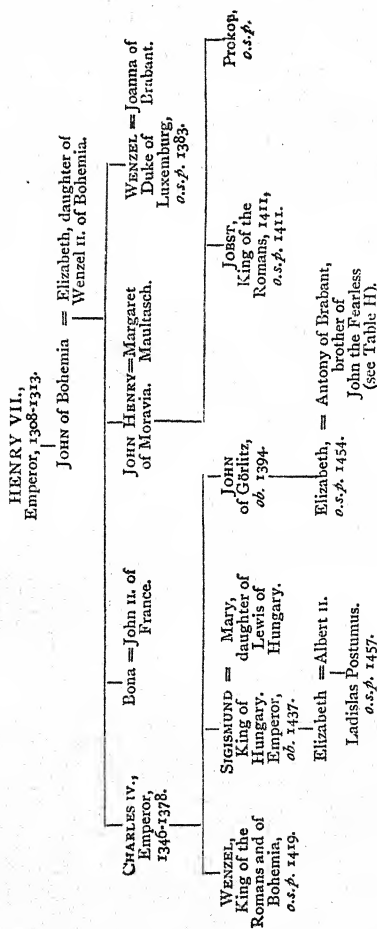 HENRY VII.,
Emperor, 1308-1313.
JOHN of Bohemia = Elizabeth, daughter of
Wenzel II. of Bohemia.
CHARLES IV.,
Emperor,
1346-1378.
Bona = John II. of
France.
JOHN HENRY = Margaret
of Moravia. Maultasch.
WENZEL = Joanna of
Duke of Brabant.
Luxemburg,
o.s.p. 1383.
WENZEL,
King of the
Romans and of
Bohemia,
o.s.p. 1419.
SIGISMUND = Mary,
King of daughter of
Hungary. Lewis of
Emperor, Hungary.
ob. 1437.
JOHN
of Görlitz,
ob. 1394.
JOBST,
King of the
Romans, 1411,
o.s.p. 1411.
Prokop,
o.s.p.
Elizabeth = Albert II.
Elizabeth, = Antony of Brabant,
o.s.p. 1454. brother of
John the Fearless
(see Table H).
Ladislas Postumus.
o.s.p. 1457.